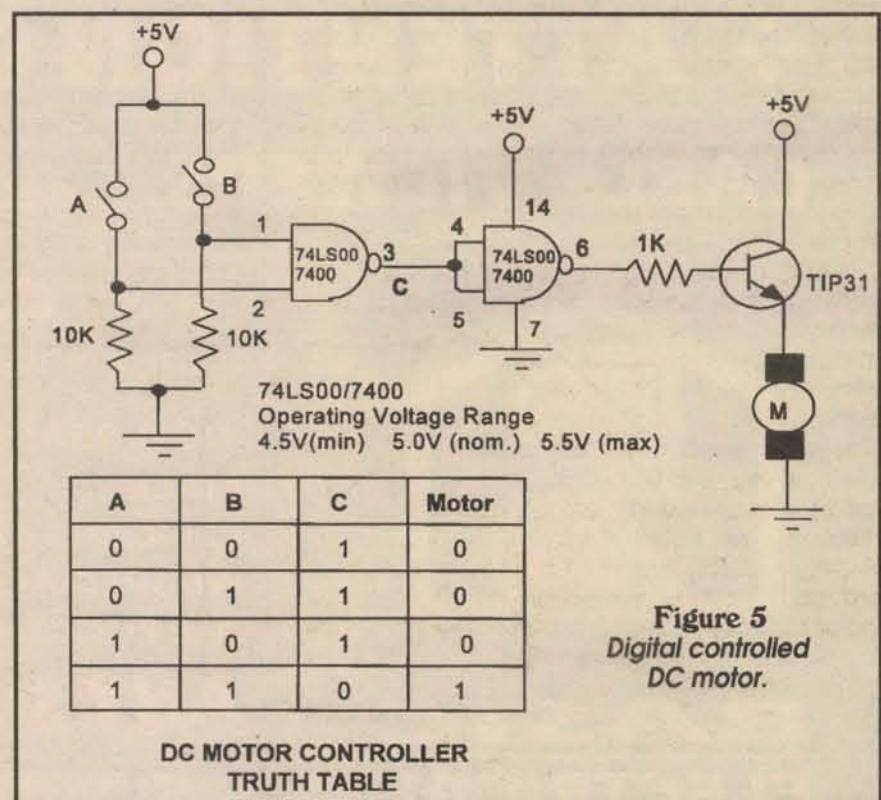 +5V
A
B
10K
10K
1
2
74LS00
7400
3
C
+5V
4
5
14
74LS00
7400
6
7
1K
+5V
TIP31
M
74LS00/7400
Operating Voltage Range
4.5V(min) 5.0V (nom.) 5.5V (max)
A B C Motor
0 0 1 0
0 1 1 0
1 0 1 0
1 1 0 1
DC MOTOR CONTROLLER
TRUTH TABLE
Figure 5
Digital controlled
DC motor.